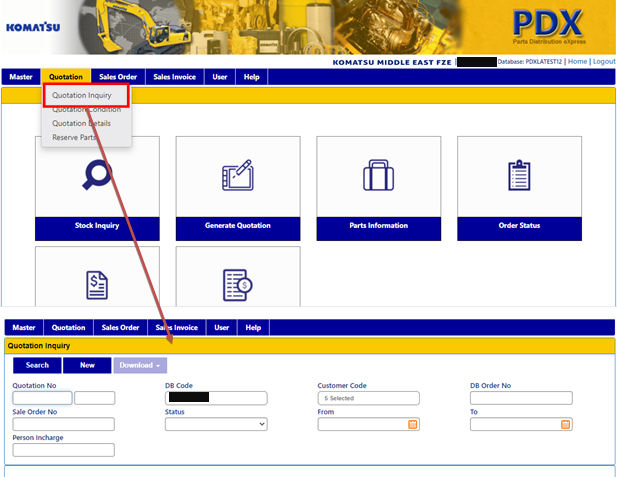 KOMATSU
PDX
Parts Distribution eXpress
KOMATSU MIDDLE EAST FZE | Database: PDXLATEST12 | Home | Logout
Master Quotation Sales Order Sales Invoice User Help
Quotation Inquiry
Quotation Condition
Quotation Details
Reserve Parts
Stock Inquiry Generate Quotation Parts Information Order Status
Master Quotation Sales Order Sales Invoice User Help
Quotation Inquiry
Search New Download
Quotation No DB Code Customer Code DB Order No
5 Selected
Sale Order No Status From To
Person Incharge